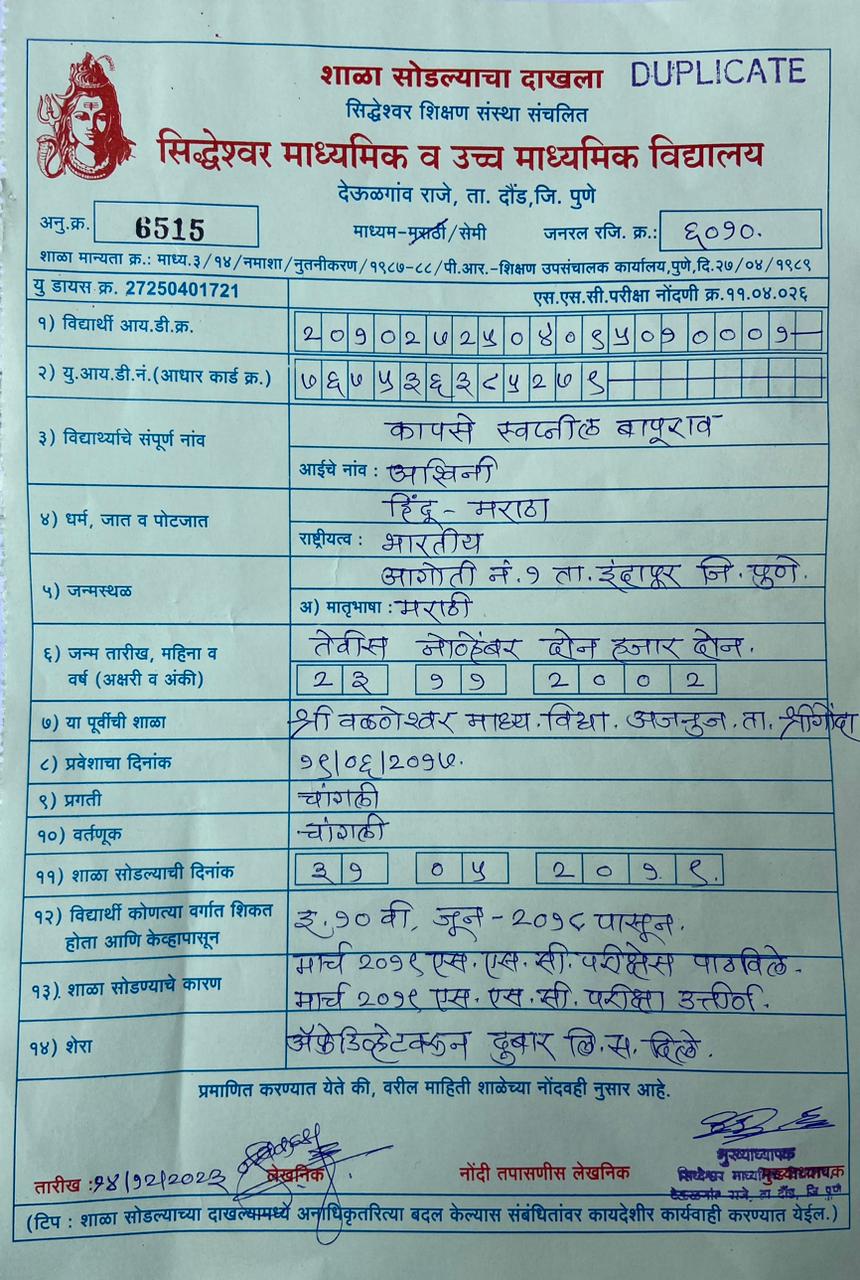 शाळा सोडल्याचा दाखला DUPLICATE
सिद्धेश्वर शिक्षण संस्था संचलित
सिद्धेश्वर माध्यमिक व उच्च माध्यमिक विद्यालय
देऊळगांव राजे, ता. दौंड,जि. पुणे
अनु.क्र. 6515 माध्यम-मराठी/सेमी जनरल रजि. क्र.: ६०१०.
शाळा मान्यता क्र.: माध्य.३/१४/नमाशा/नुतनीकरण/१९८७-८८/पी.आर.-शिक्षण उपसंचालक कार्यालय,पुणे,दि.२७/०४/१९८९
यु डायस क्र. 27250401721 एस.एस.सी.परीक्षा नोंदणी क्र.११.०४.०२६
१) विद्यार्थी आय.डी.क्र. २०१०२७२५०४०९५०१०००१
२) यु.आय.डी.नं.(आधार कार्ड क्र.) ७६७५३६३८५२७९
३) विद्यार्थ्याचे संपूर्ण नांव कापसे स्वप्नील बापूराव
आईचे नांव : अश्विनी
४) धर्म, जात व पोटजात हिंदू - मराठा
राष्ट्रीयत्व : भारतीय
५) जन्मस्थळ आगोती नं.१ ता. इंदापूर जि. पुणे.
अ) मातृभाषा : मराठी.
६) जन्म तारीख, महिना व तेवीस नोव्हेंबर दोन हजार दोन.
वर्ष (अक्षरी व अंकी) २३ ११ २००२
७) या पूर्वीची शाळा श्री वळणेश्वर माध्य. विद्या. अजनुज. ता. श्रीगोंदा
८) प्रवेशाचा दिनांक १९/०६/२०१७.
९) प्रगती चांगली
१०) वर्तणूक चांगली
११) शाळा सोडल्याची दिनांक ३१ ०५ २०१९.
१२) विद्यार्थी कोणत्या वर्गात शिकत इ.१० वी, जून - २०१८ पासून.
होता आणि केव्हापासून
मार्च २०१९ एस. एस. सी. परीक्षेस पाठविले.
१३). शाळा सोडण्याचे कारण मार्च २०१९ एस. एस. सी. परीक्षा उत्तीर्ण.
१४) शेरा ॲफेडिव्हेटवरून दुबार लि. स. दिले.
प्रमाणित करण्यात येते की, वरील माहिती शाळेच्या नोंदवही नुसार आहे.
मुख्याध्यापक
तारीख : १४/१२/२०२३ लेखनिक नोंदी तपासणीस लेखनिक सिद्धेश्वर मुख्याध्यापक
देऊळगांव राजे, ता दौंड, जि पुणे
(टिप : शाळा सोडल्याच्या दाखल्यामध्ये अनाधिकृतरित्या बदल केल्यास संबंधितांवर कायदेशीर कार्यवाही करण्यात येईल.)